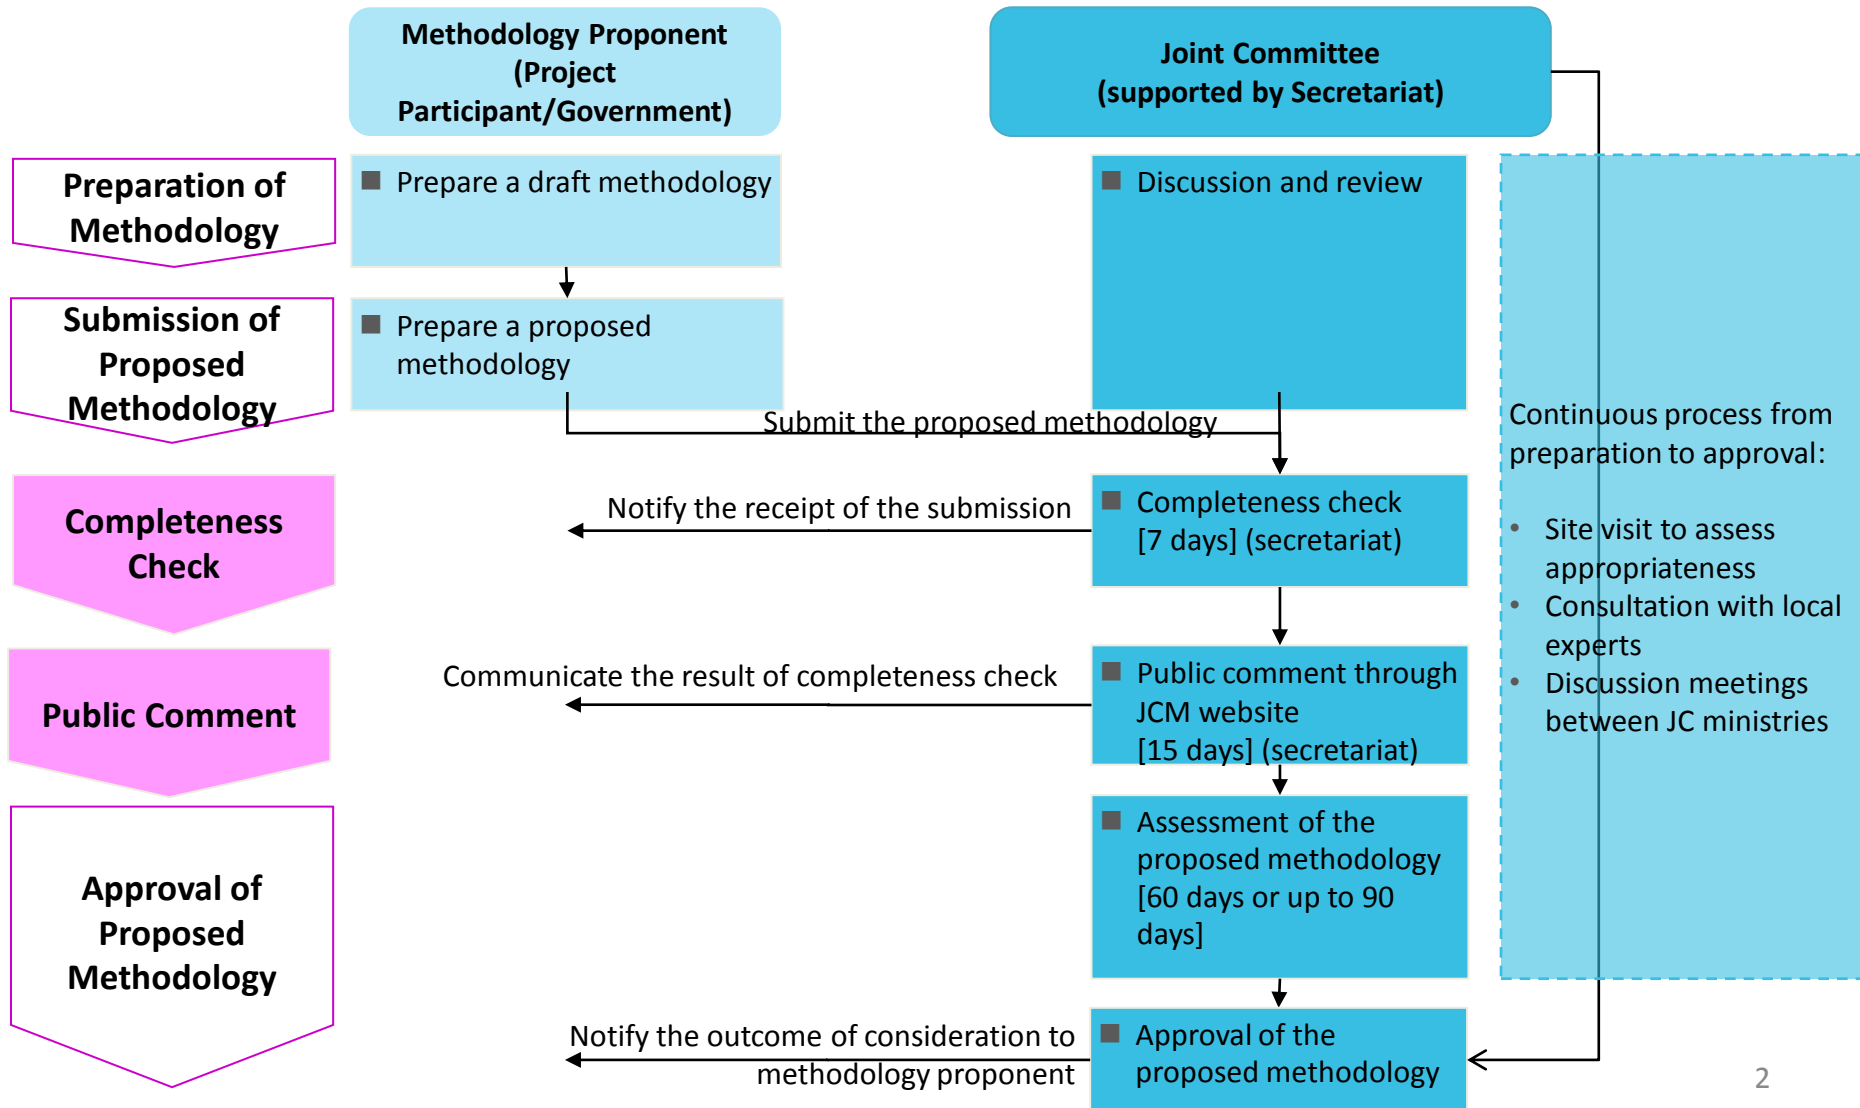 Methodology Proponent
(Project
Participant/Government)
Joint Committee
(supported by Secretariat)
Preparation of
Methodology
■ Prepare a draft methodology
■ Discussion and review
Submission of
Proposed
Methodology
■ Prepare a proposed
methodology
Submit the proposed methodology
Completeness
Check
Notify the receipt of the submission
■ Completeness check
[7 days] (secretariat)
Public Comment
Communicate the result of completeness check
■ Public comment through
JCM website
[15 days] (secretariat)
Approval of
Proposed
Methodology
■ Assessment of the
proposed methodology
[60 days or up to 90
days]
Notify the outcome of consideration to
methodology proponent
■ Approval of the
proposed methodology
Continuous process from
preparation to approval:
• Site visit to assess
appropriateness
• Consultation with local
experts
• Discussion meetings
between JC ministries
2